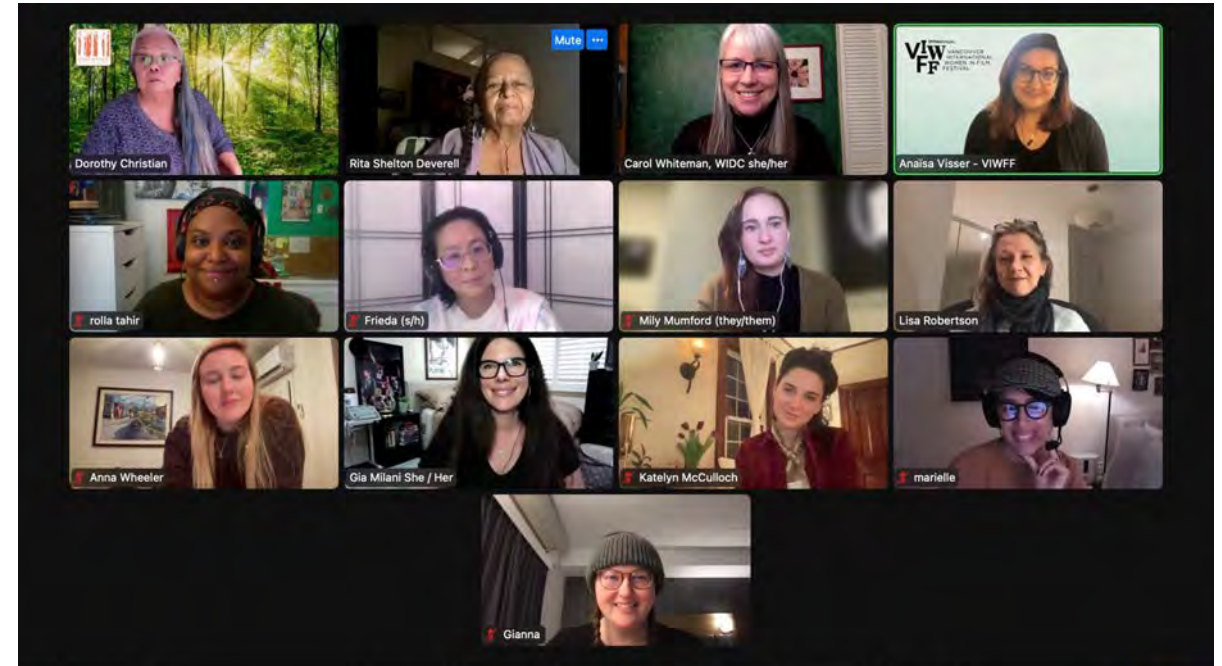 Mute
Dorothy Christian
Rita Shelton Deverell
Carol Whiteman, WIDC she/her
VIWFF
VANCOUVER
INTERNATIONAL
WOMEN IN FILM
FESTIVAL
Anaïsa Visser - VIWFF
rolla tahir
Frieda (s/h)
Mily Mumford (they/them)
Lisa Robertson
Anna Wheeler
Gia Milani She / Her
Katelyn McCulloch
marielle
Gianna